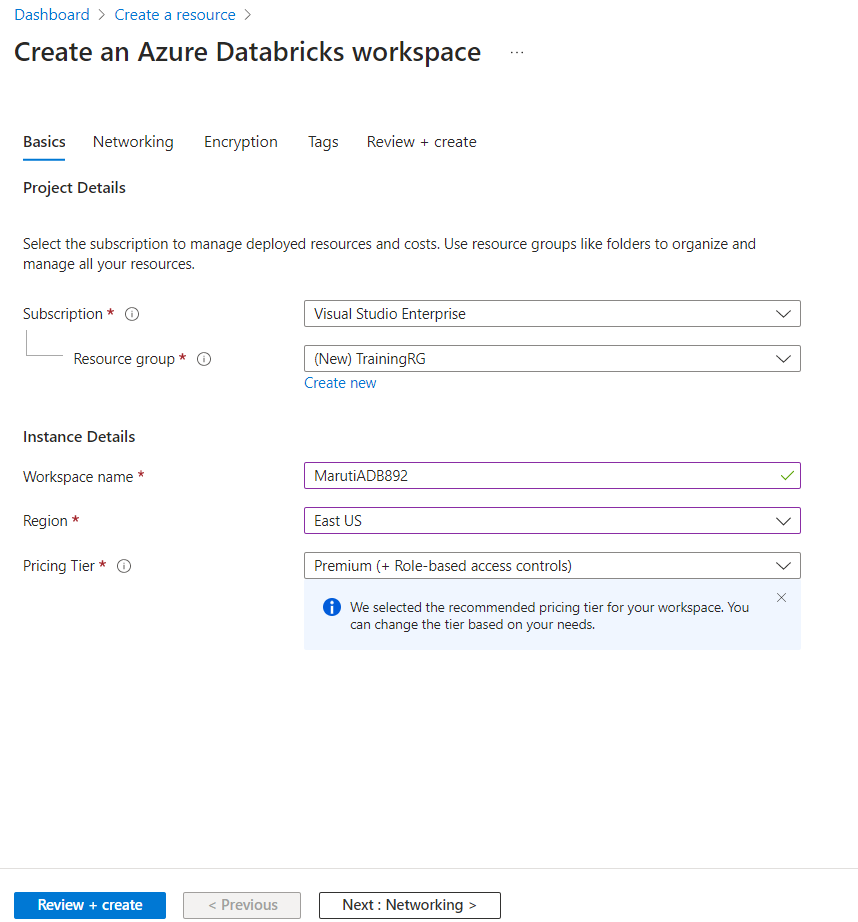 Dashboard > Create a resource >
Create an Azure Databricks workspace ...
Basics Networking Encryption Tags Review + create
Project Details
Select the subscription to manage deployed resources and costs. Use resource groups like folders to organize and
manage all your resources.
Subscription * Visual Studio Enterprise
Resource group * (New) TrainingRG
Create new
Instance Details
Workspace name * MarutiADB892
Region * East US
Pricing Tier * Premium (+ Role-based access controls)
We selected the recommended pricing tier for your workspace. You
can change the tier based on your needs.
Review + create < Previous Next : Networking >